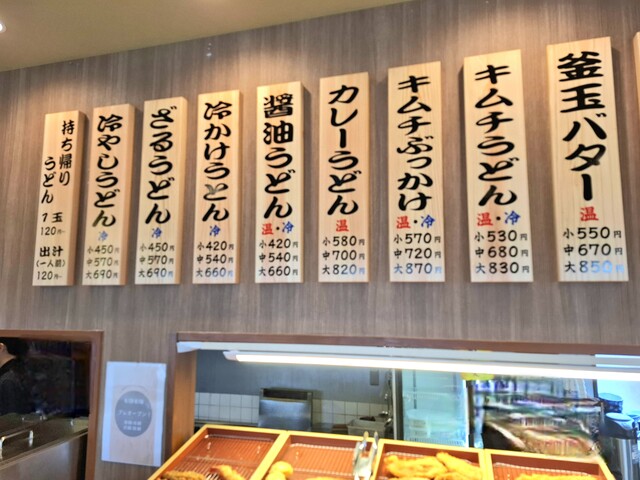 釜玉バター
温
小550円
中670円
大850円
キムチうどん
温・冷
小530円
中680円
大830円
キムチぶっかけ
温・冷
小570円
中720円
大870円
カレーうどん
温
小580円
中700円
大820円
醤油うどん
温・冷
小420円
中540円
大660円
冷かけうどん
冷
小420円
中540円
大660円
ざるうどん
冷
小450円
中570円
大690円
冷やしうどん
冷
小450円
中570円
大690円
持ち帰り
うどん
1玉
120円~
出汁
(一人前)
120円~